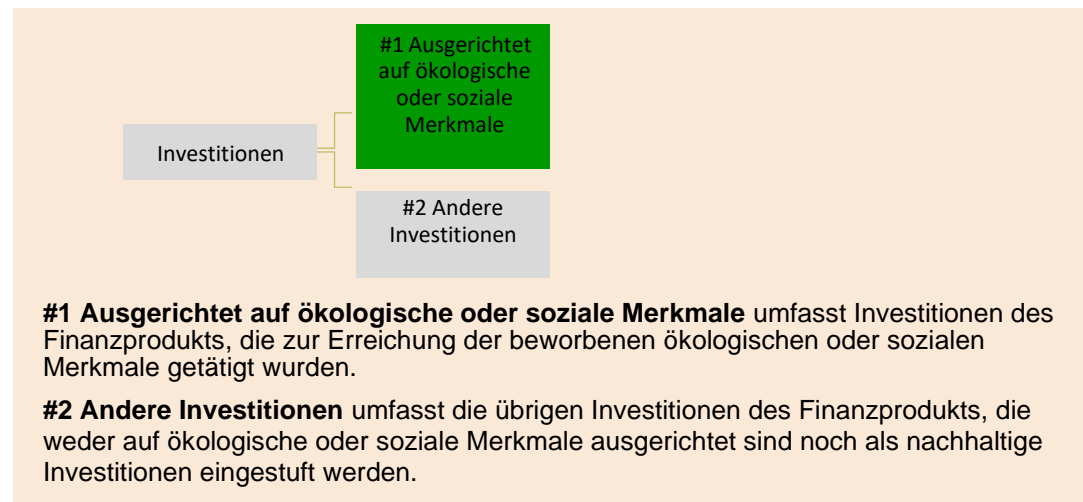 #1 Ausgerichtet
auf ökologische
oder soziale
Merkmale
Investitionen
#2 Andere
Investitionen
#1 Ausgerichtet auf ökologische oder soziale Merkmale umfasst Investitionen des
Finanzprodukts, die zur Erreichung der beworbenen ökologischen oder sozialen
Merkmale getätigt wurden.
#2 Andere Investitionen umfasst die übrigen Investitionen des Finanzprodukts, die
weder auf ökologische oder soziale Merkmale ausgerichtet sind noch als nachhaltige
Investitionen eingestuft werden.